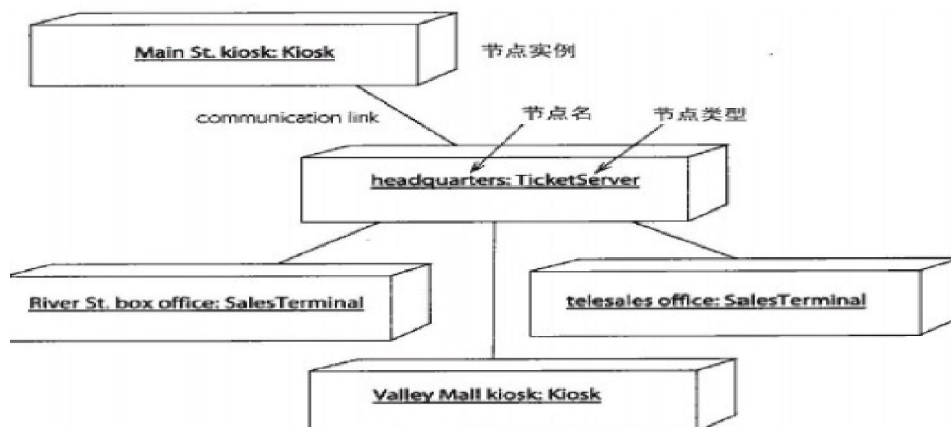 Main St. kiosk: Kiosk
节点实例
communication link
节点名
节点类型
headquarters: TicketServer
River St. box office: SalesTerminal
telesales office: SalesTerminal
Valley Mall kiosk: Kiosk